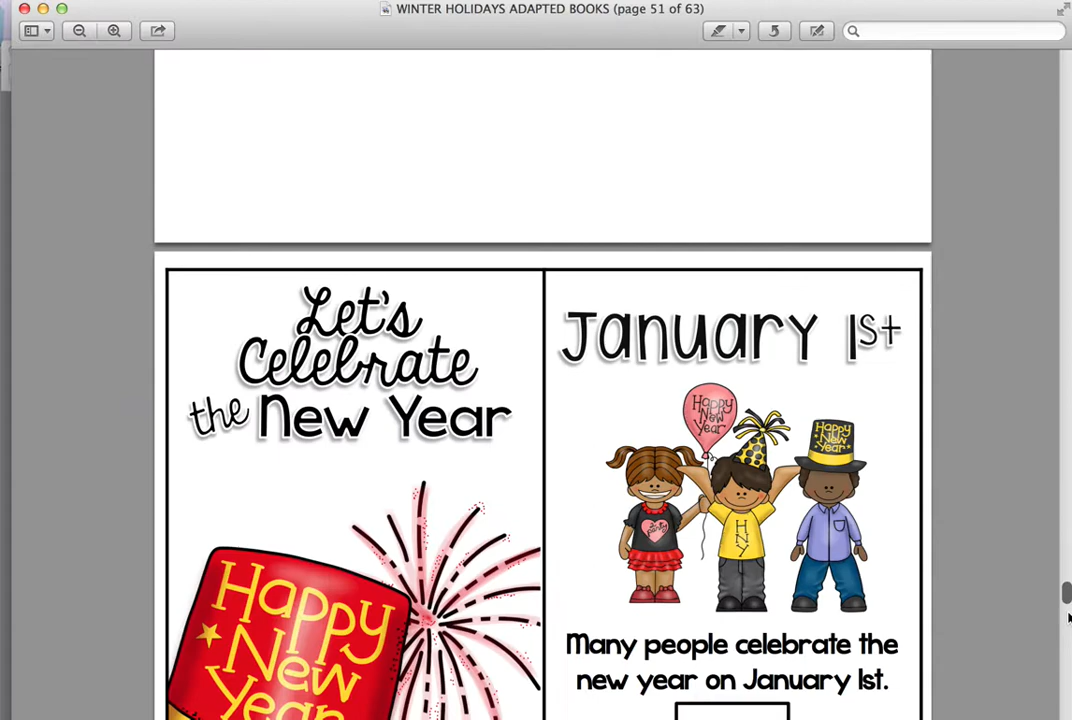 WINTER HOLIDAYS ADAPTED BOOKS (page 51 of 63)
Let's
Celebrate
the New Year
Happy
New
Year
January 1st
Happy
New
Year
Happy
New
Year
party
H
N
Y
Many people celebrate the
new year on January 1st.